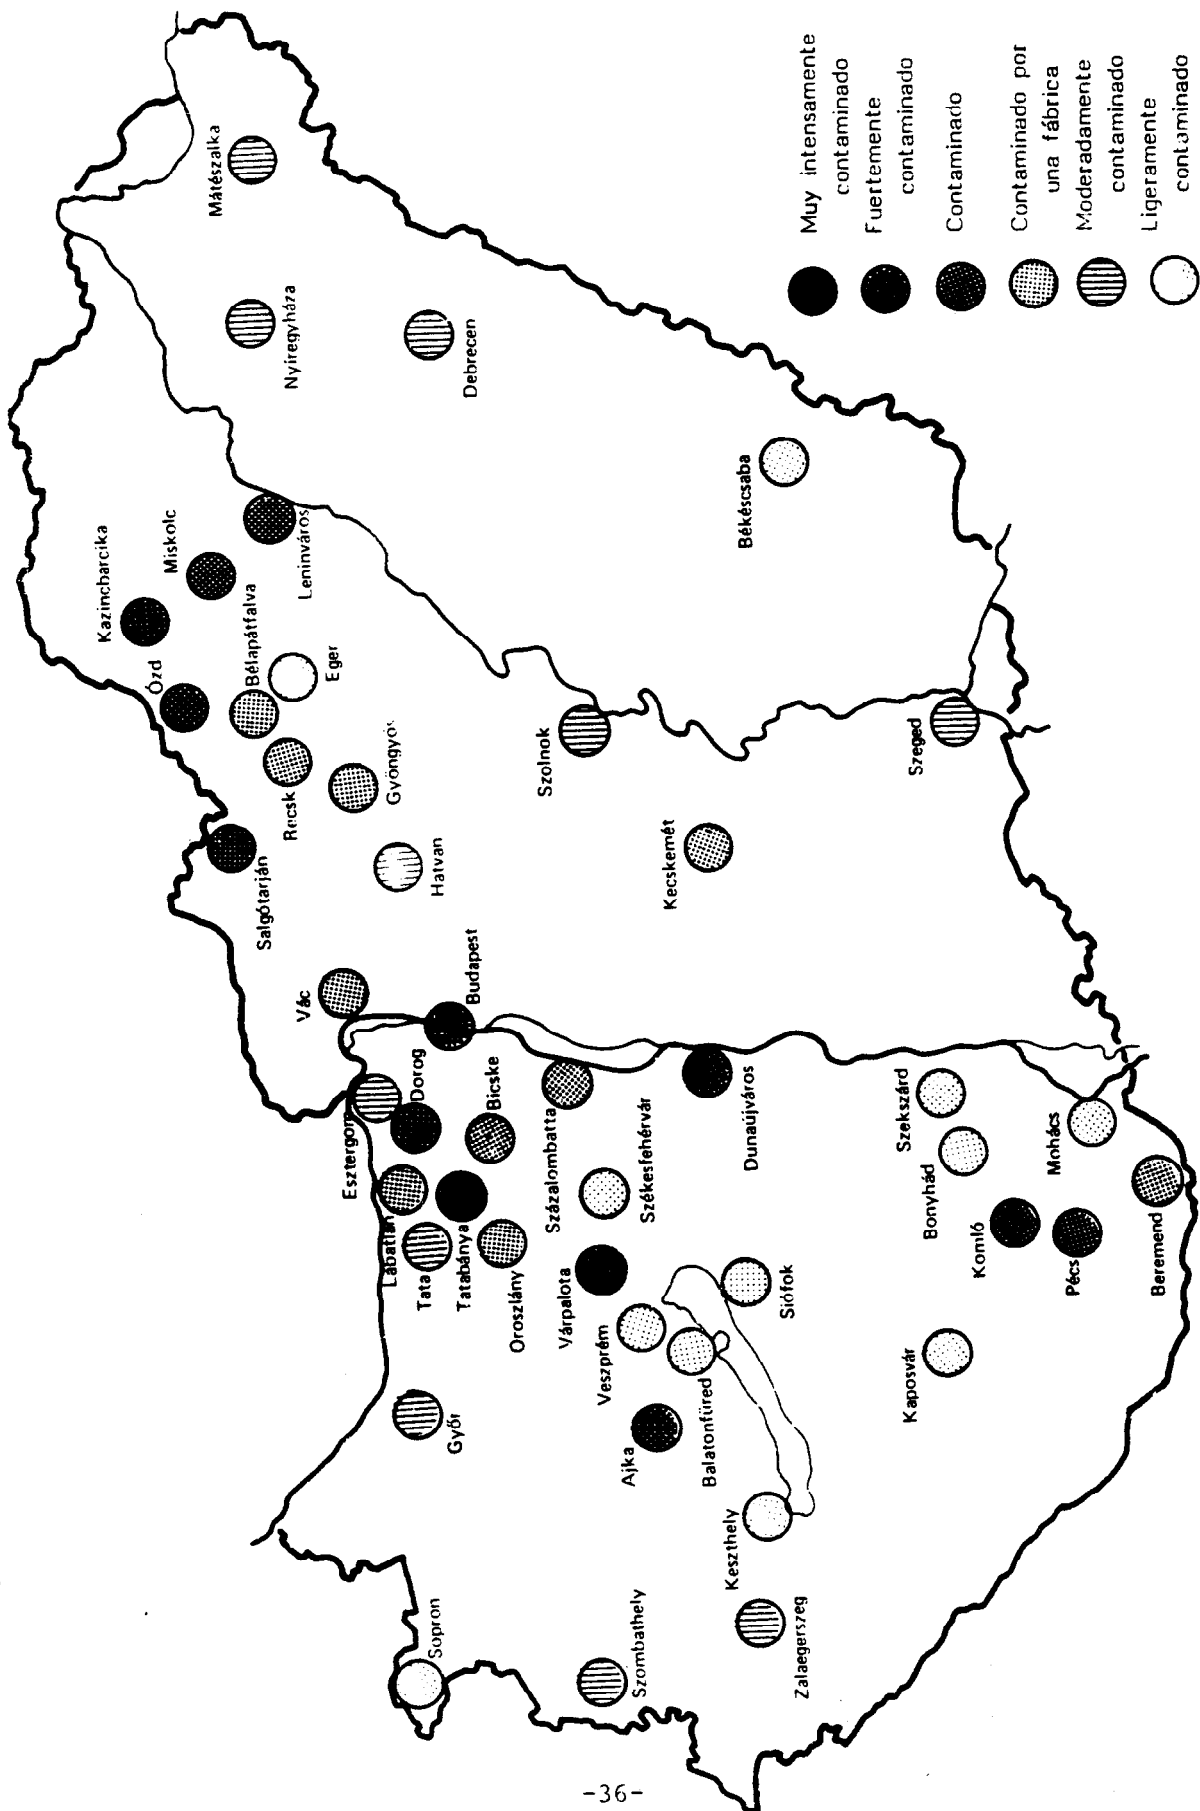 Sopron
Szombathely
Zalaegerszeg
Keszthely
Győr
Ajka
Balatonfüred
Veszprém
Várpalota
Siófok
Kaposvár
Tata
Lábatlan
Tatabánya
Oroszlány
Esztergom
Dorog
Bicske
Százalombatta
Székesfehérvár
Dunaújváros
Budapest
Vác
Szekszárd
Bonyhád
Mohács
Komló
Pécs
Beremend
Salgótarján
Hatvan
Recsk
Gyöngyös
Ózd
Bélapátfalva
Eger
Kazincbarcika
Miskolc
Leninváros
Szolnok
Kecskemét
Szeged
Békéscsaba
Debrecen
Nyíregyháza
Mátészalka
Muy intensamente
contaminado
Fuertemente
contaminado
Contaminado
Contaminado por
una fábrica
Moderadamente
contaminado
Ligeramente
contaminado
-36-